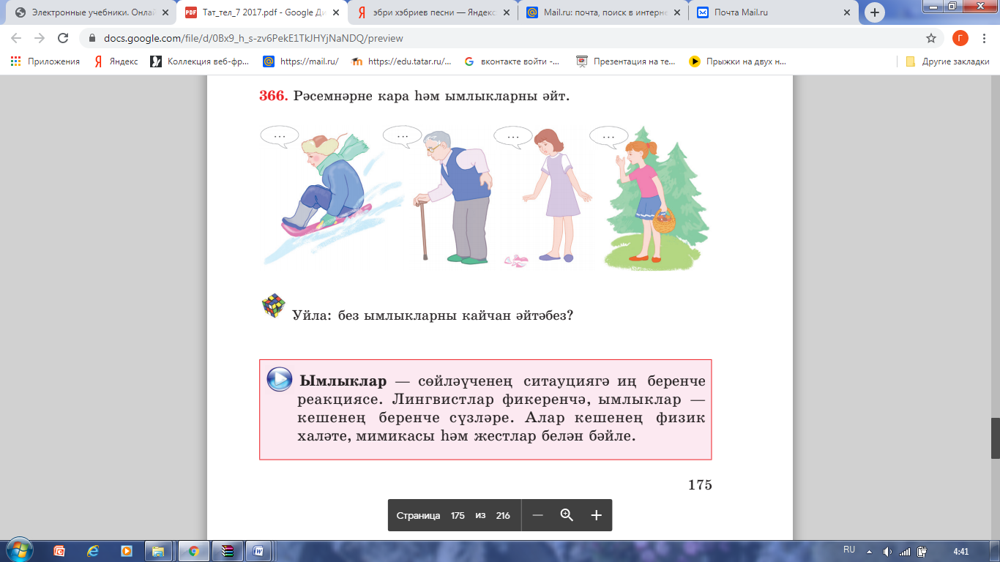 Электронные учебники. Онлай
Тат_тел_7 2017.pdf - Google Ди
эбри хэбриев песни — Яндекс
Mail.ru: почта, поиск в интерне
Почта Mail.ru
docs.google.com/file/d/0Bx9_h_s-zv6PekE1TkJHYjNaNDQ/preview
Приложения
Яндекс
Коллекция веб-фр...
https://mail.ru/
https://edu.tatar.ru/...
вконтакте войти -...
Презентация на те...
Прыжки на двух н...
Другие закладки
366. Рәсемнәрне кара һәм ымлыкларны әйт.
...
...
...
...
Уйла: без ымлыкларны кайчан әйтәбез?
Ымлыклар — сөйләүченең ситауциягә иң беренче
реакциясе. Лингвистлар фикеренчә, ымлыклар —
кешенең беренче сүзләре. Алар кешенең физик
халәте, мимикасы һәм жестлар белән бәйле.
175
Страница 175 из 216
RU
4:41